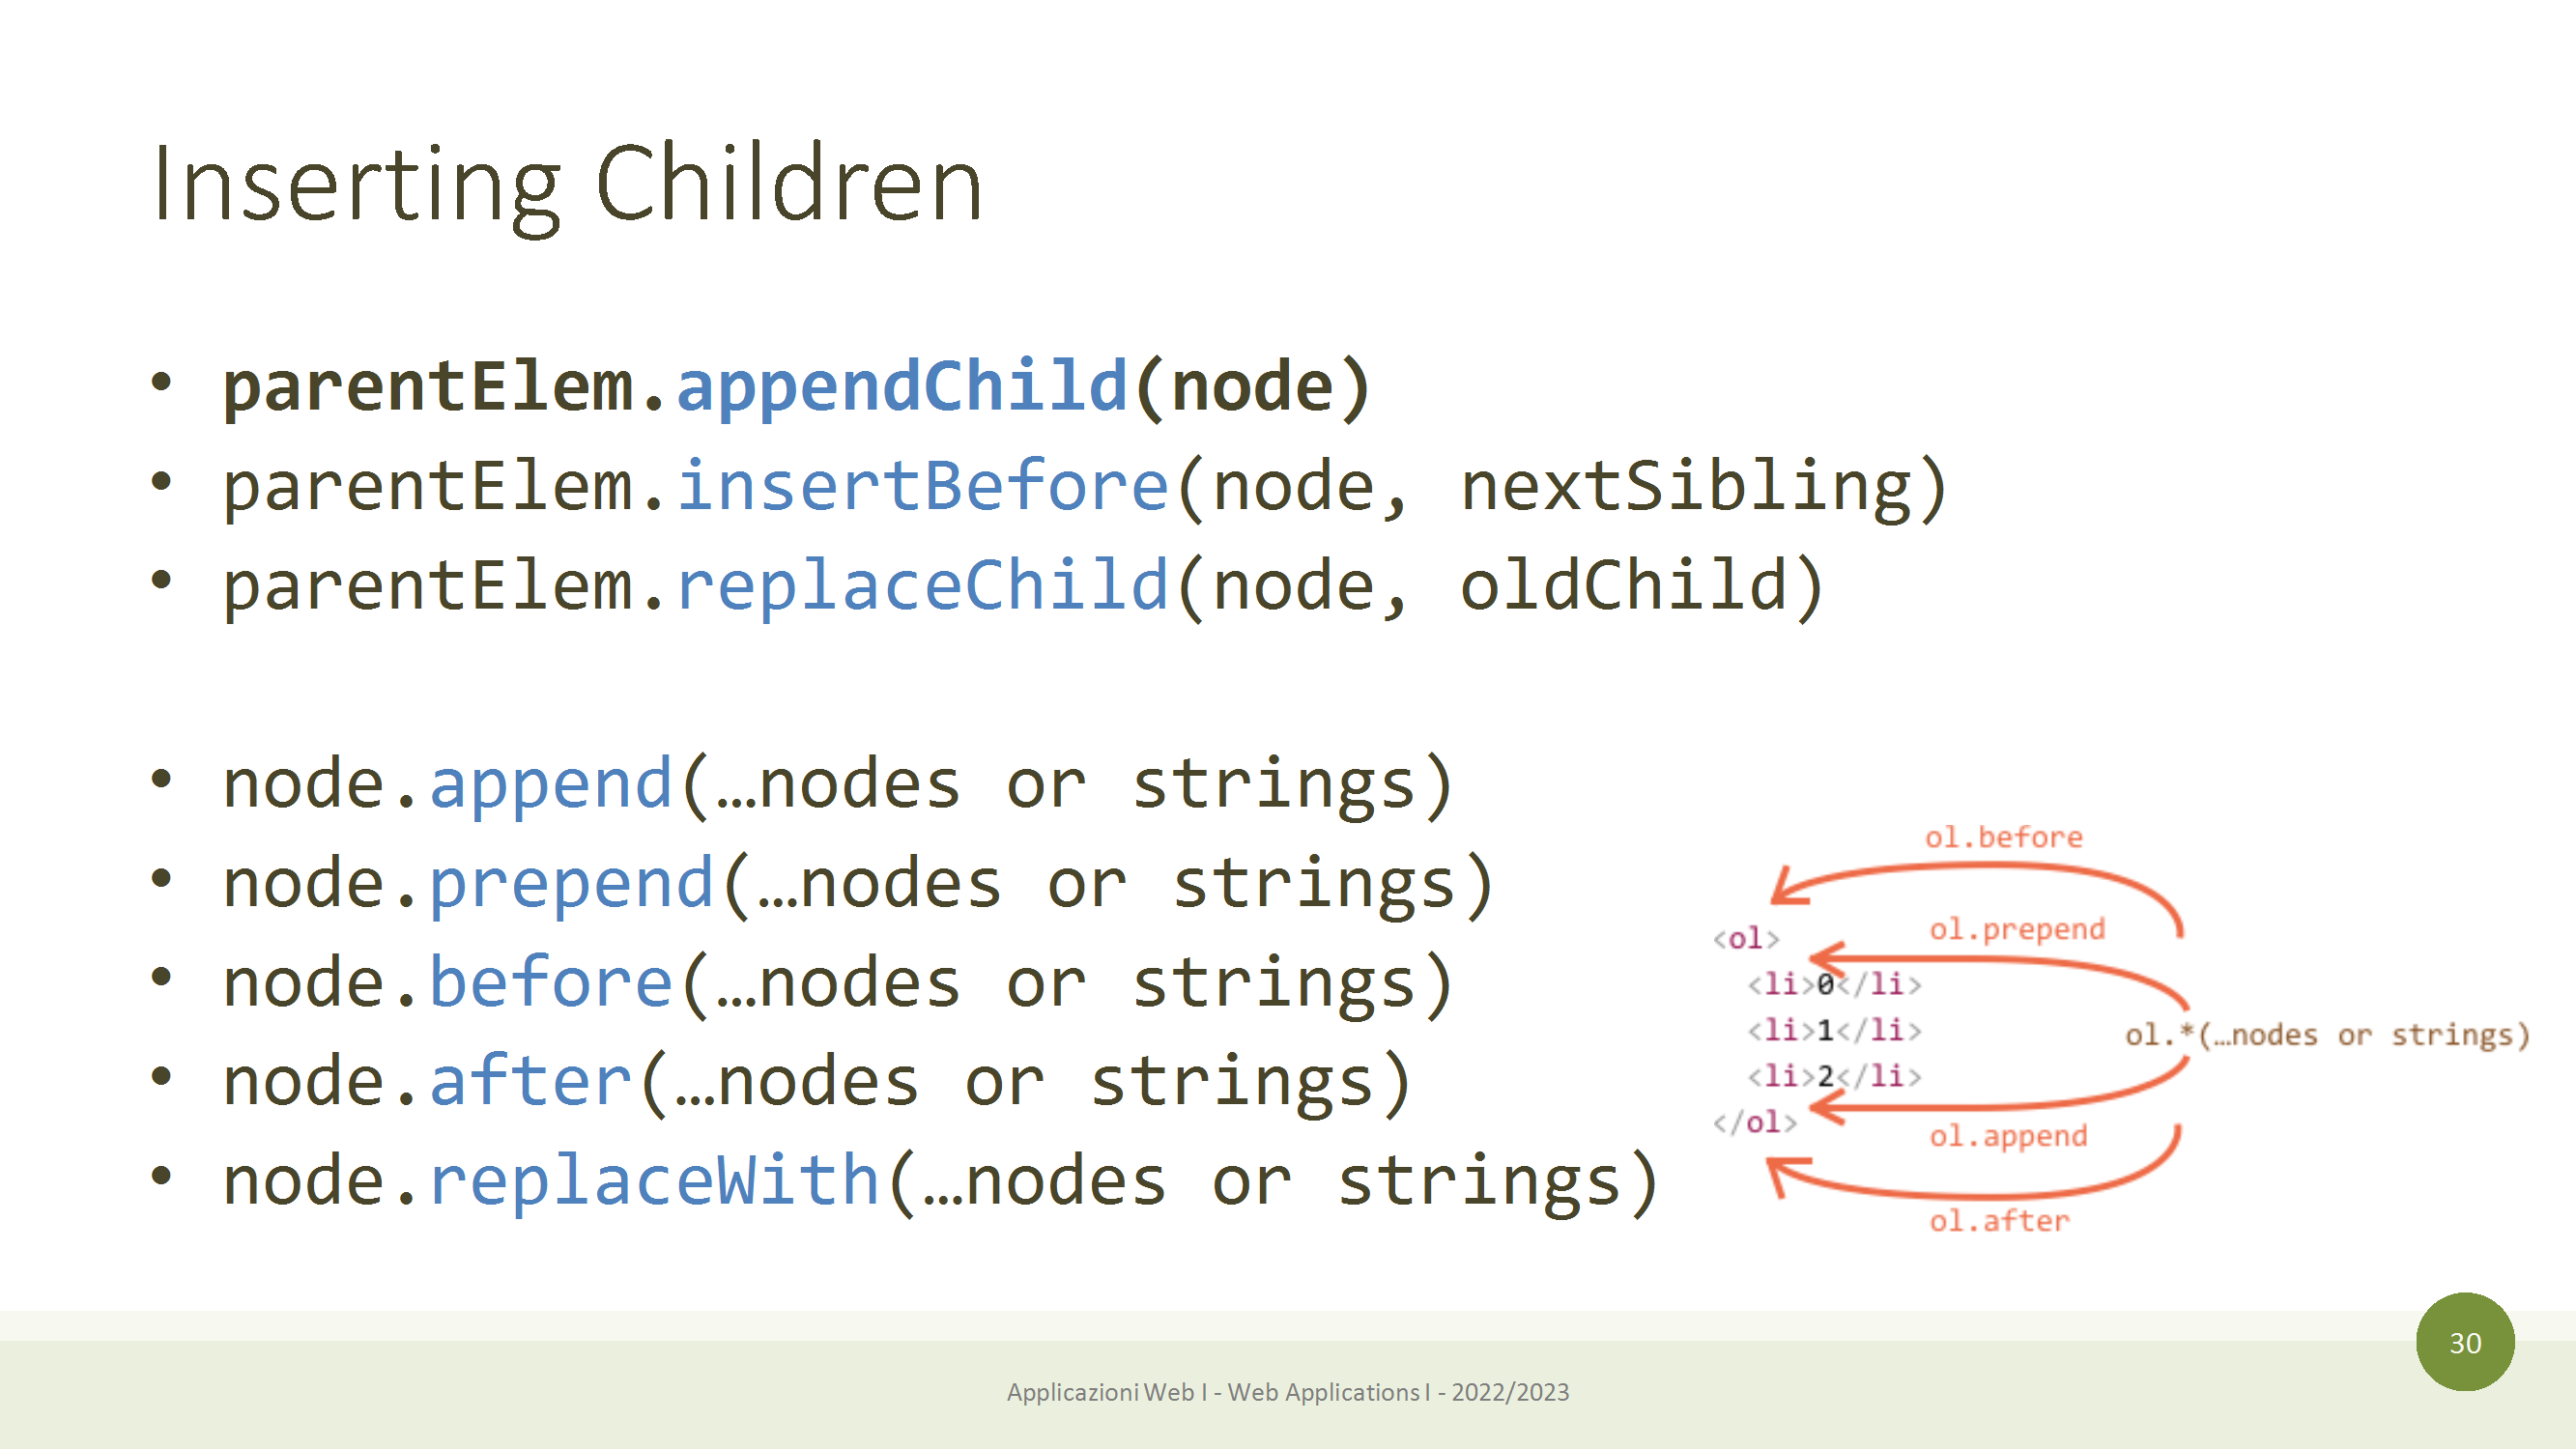 Inserting Children
• parentElem.appendChild(node)
• parentElem.insertBefore(node, nextSibling)
• parentElem.replaceChild(node, oldChild)
• node.append(…nodes or strings)
• node.prepend(…nodes or strings)
• node.before(…nodes or strings)
• node.after(…nodes or strings)
• node.replaceWith(…nodes or strings)
ol.before
ol.prepend
<ol>
<li>0</li>
<li>1</li>
<li>2</li>
</ol>
ol.*(…nodes or strings)
ol.append
ol.after
30
Applicazioni Web I - Web Applications I - 2022/2023